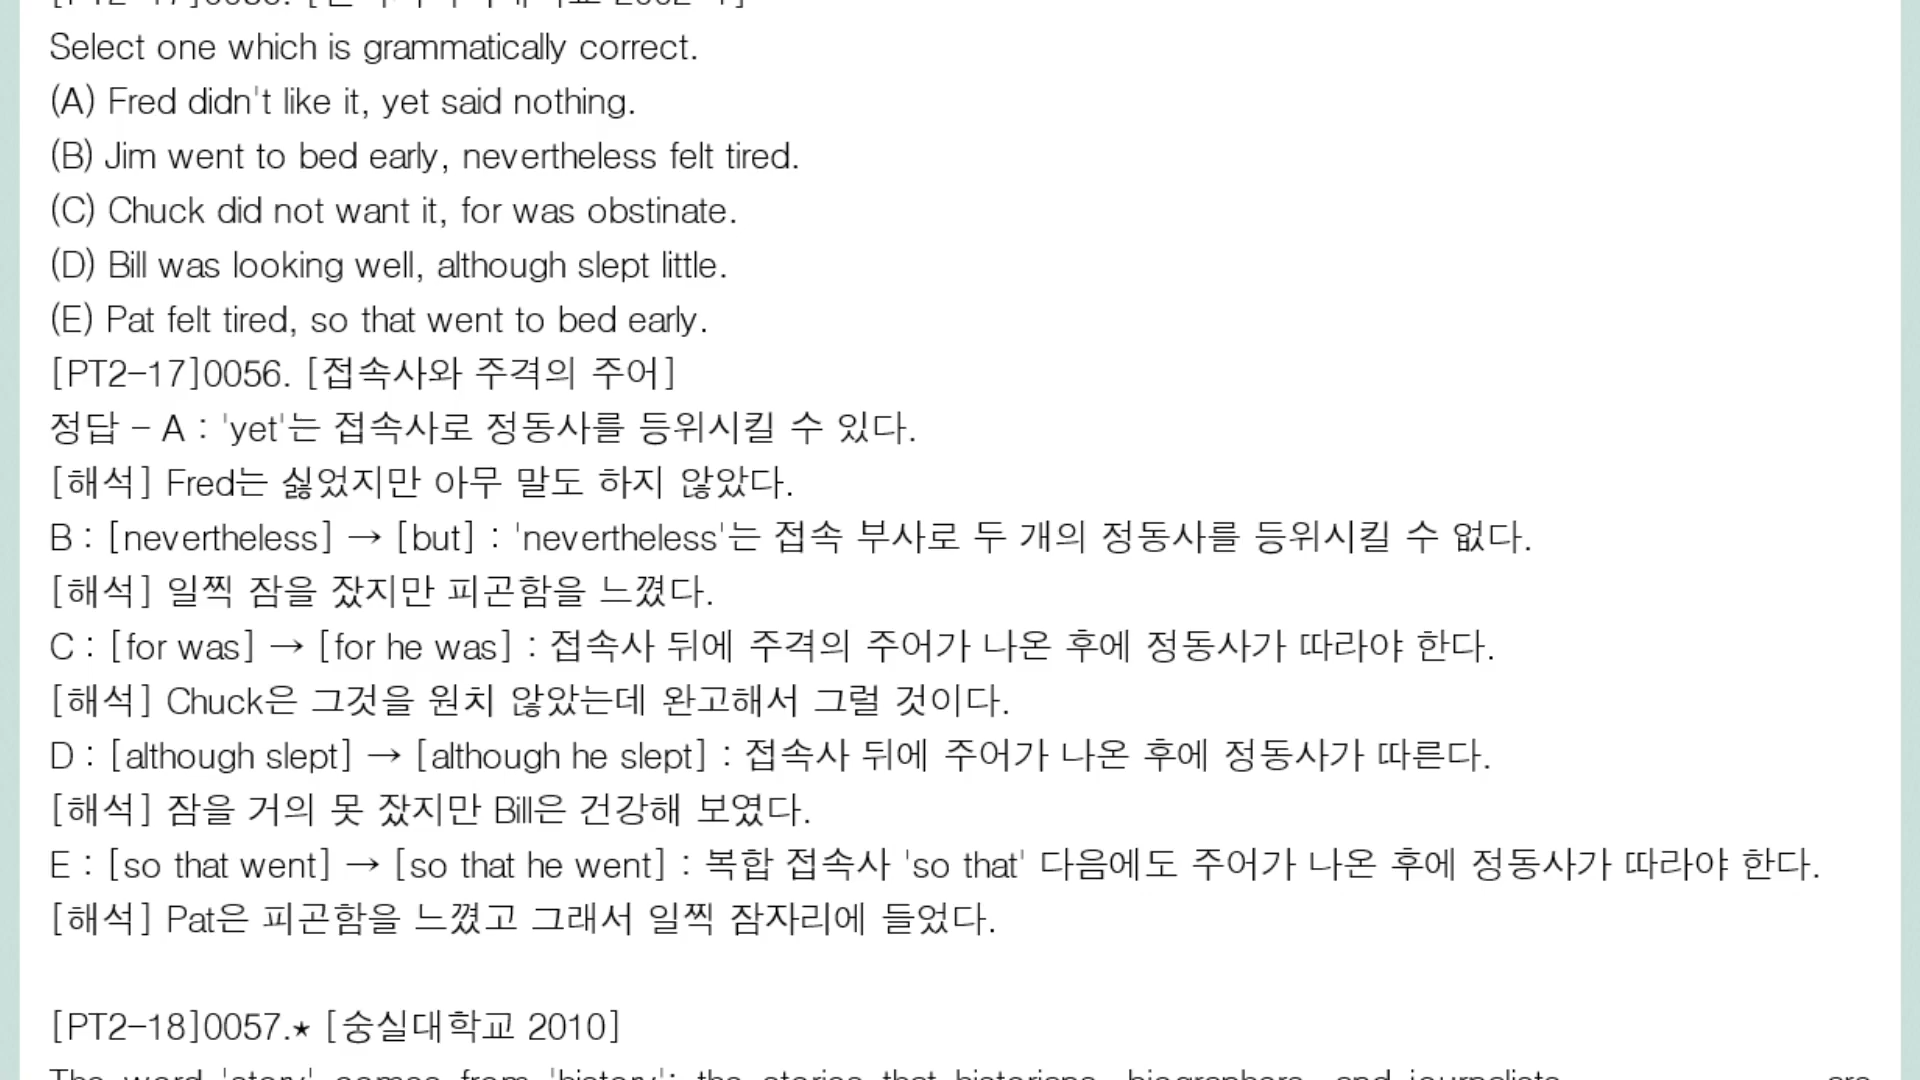 Select one which is grammatically correct.
(A) Fred didn't like it, yet said nothing.
(B) Jim went to bed early, nevertheless felt tired.
(C) Chuck did not want it, for was obstinate.
(D) Bill was looking well, although slept little.
(E) Pat felt tired, so that went to bed early.
[PT2-17]0056. [접속사와 주격의 주어]
정답 - A : 'yet'는 접속사로 정동사를 등위시킬 수 있다.
[해석] Fred는 싫었지만 아무 말도 하지 않았다.
B : [nevertheless] → [but] : 'nevertheless'는 접속 부사로 두 개의 정동사를 등위시킬 수 없다.
[해석] 일찍 잠을 잤지만 피곤함을 느꼈다.
C : [for was] → [for he was] : 접속사 뒤에 주격의 주어가 나온 후에 정동사가 따라야 한다.
[해석] Chuck은 그것을 원치 않았는데 완고해서 그럴 것이다.
D : [although slept] → [although he slept] : 접속사 뒤에 주어가 나온 후에 정동사가 따른다.
[해석] 잠을 거의 못 잤지만 Bill은 건강해 보였다.
E : [so that went] → [so that he went] : 복합 접속사 'so that' 다음에도 주어가 나온 후에 정동사가 따라야 한다.
[해석] Pat은 피곤함을 느꼈고 그래서 일찍 잠자리에 들었다.
[PT2-18]0057.★ [숭실대학교 2010]
The word 'story' comes from 'history'; the stories that historians, biographers, and journalists are